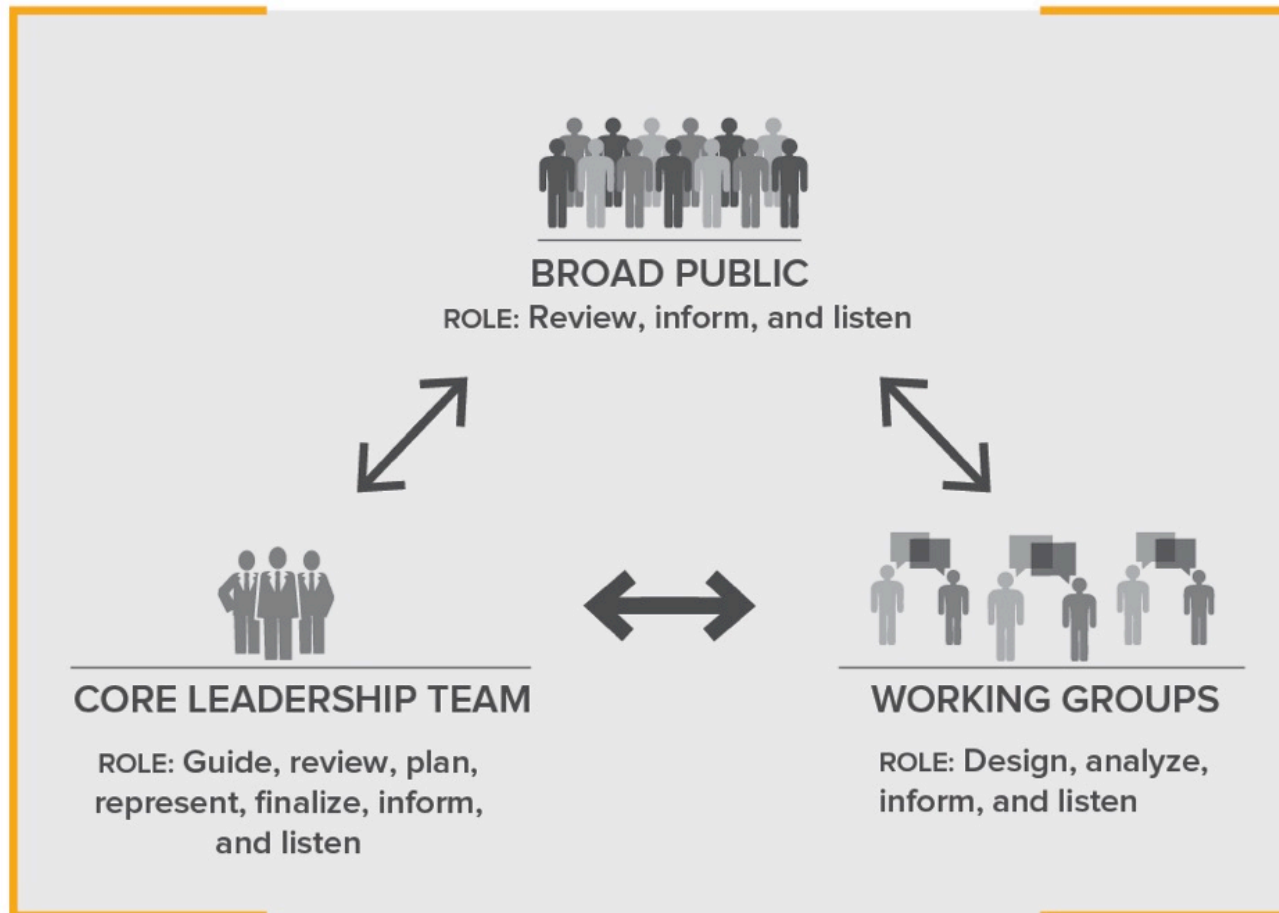 BROAD PUBLIC
ROLE: Review, inform, and listen
CORE LEADERSHIP TEAM
ROLE: Guide, review, plan,
represent, finalize, inform,
and listen
WORKING GROUPS
ROLE: Design, analyze,
inform, and listen